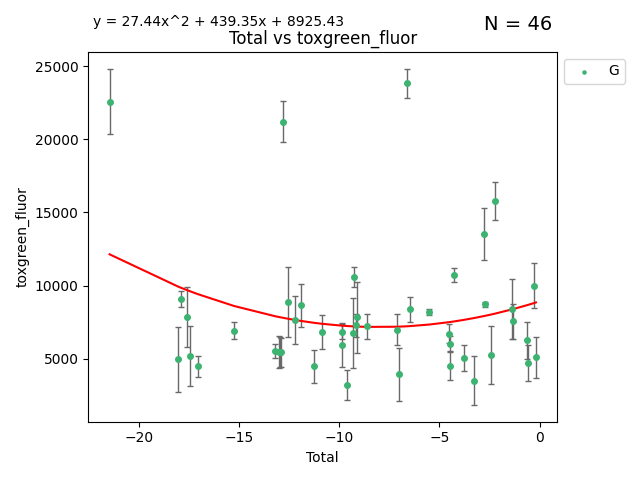 y = 27.44x^2 + 439.35x + 8925.43
N = 46
Total vs toxgreen_fluor
G
25000
20000
15000
10000
5000
toxgreen_fluor
−20
−15
−10
−5
0
Total